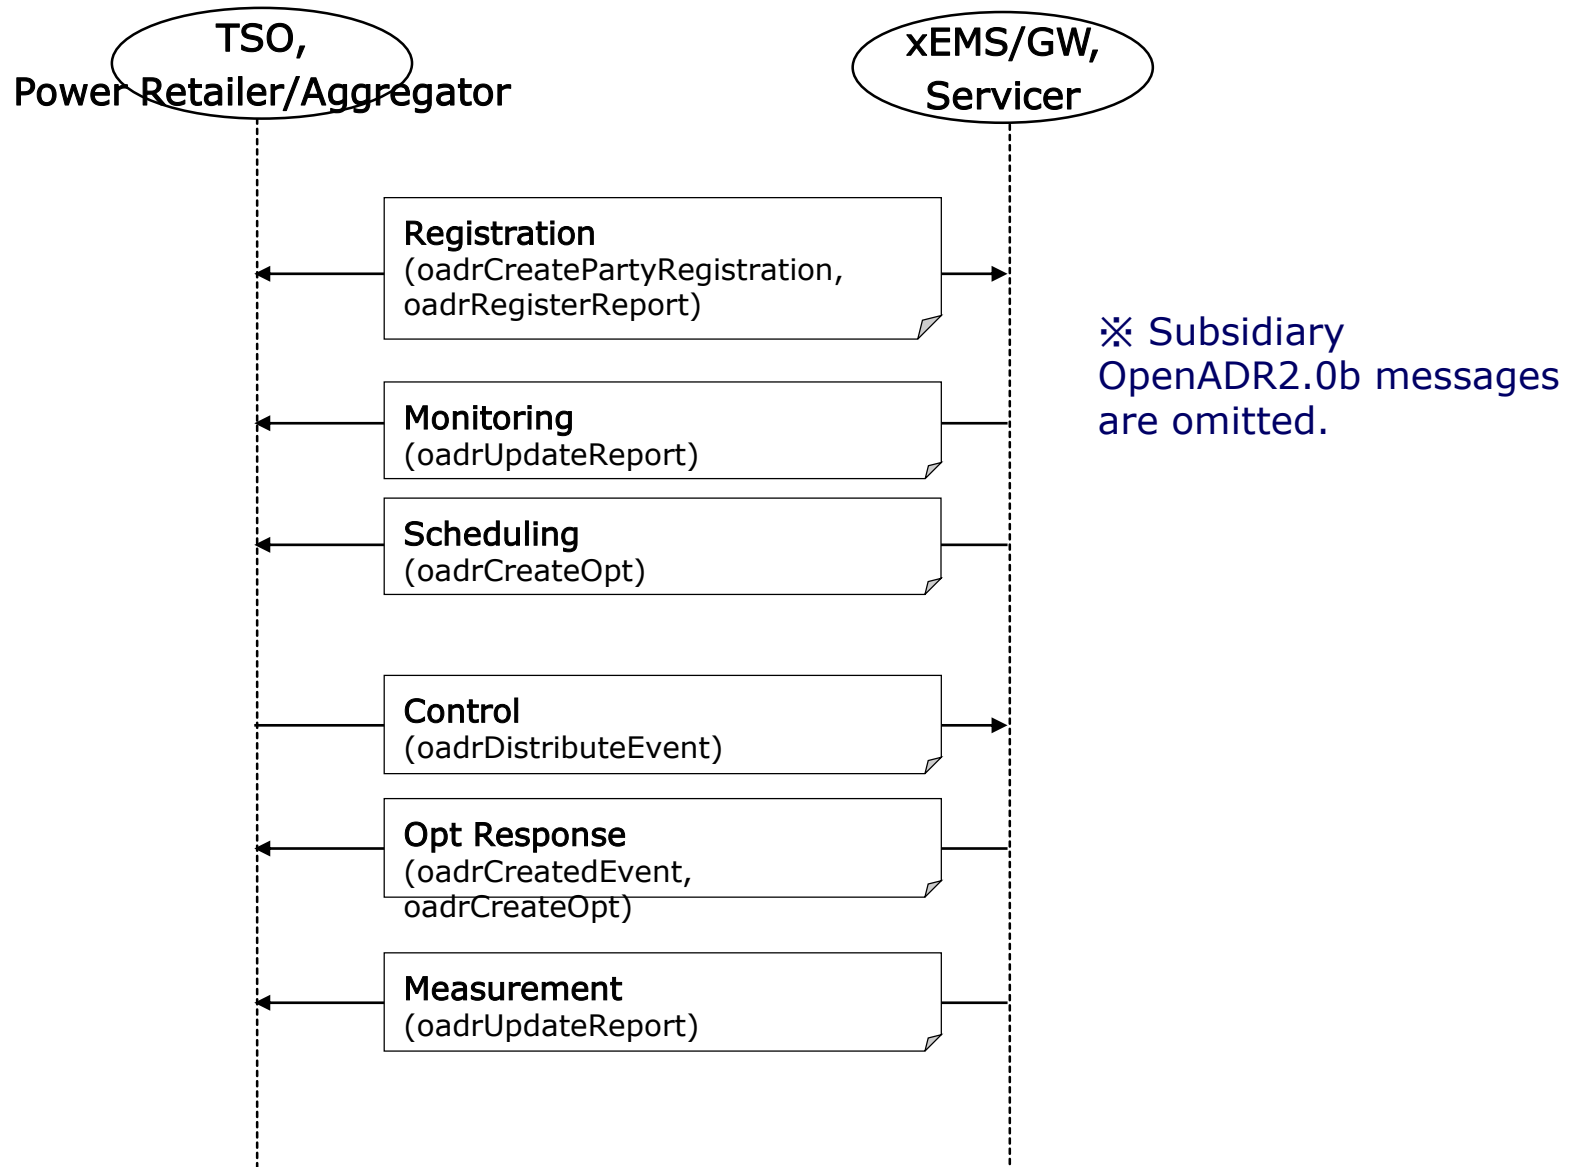 TSO,
Power Retailer/Aggregator
xEMS/GW,
Servicer
Registration
(oadrCreatePartyRegistration,
oadrRegisterReport)
※ Subsidiary
OpenADR2.0b messages
are omitted.
Monitoring
(oadrUpdateReport)
Scheduling
(oadrCreateOpt)
Control
(oadrDistributeEvent)
Opt Response
(oadrCreatedEvent,
oadrCreateOpt)
Measurement
(oadrUpdateReport)